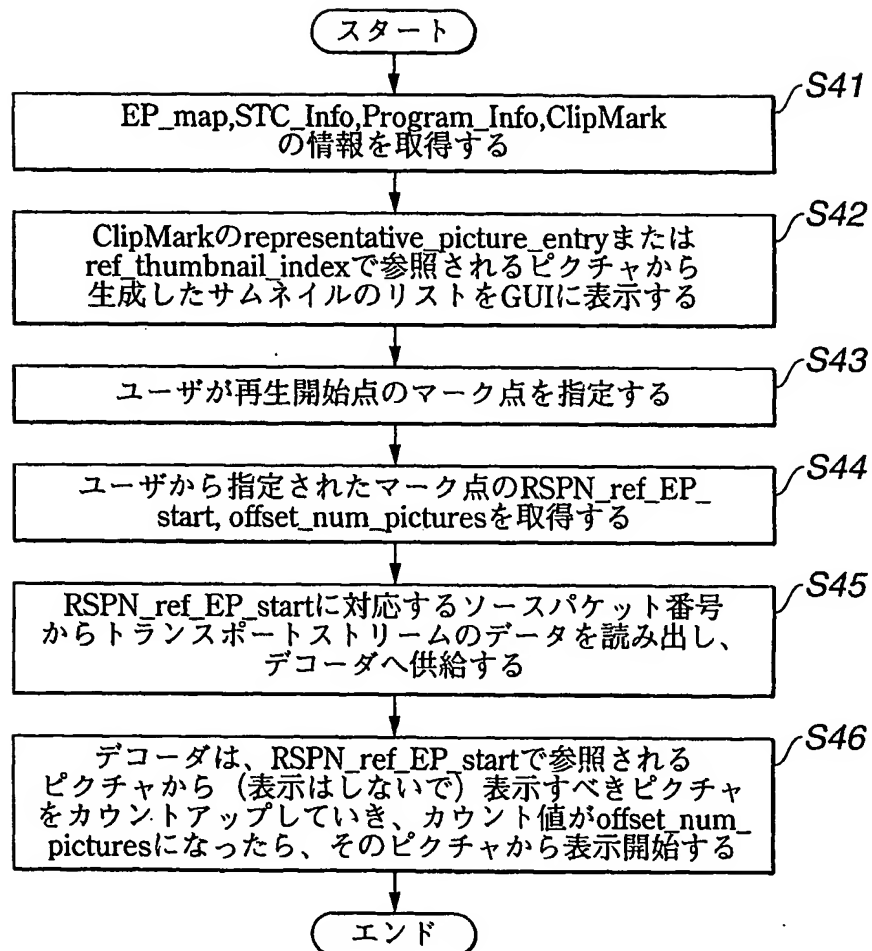 スタート
S41
EP_map,STC_Info,Program_Info,ClipMark
の情報を取得する
S42
ClipMarkのrepresentative_picture_entryまたは
ref_thumbnail_indexで参照されるピクチャから
生成したサムネイルのリストをGUIに表示する
S43
ユーザが再生開始点のマーク点を指定する
S44
ユーザから指定されたマーク点のRSPN_ref_EP_
start, offset_num_picturesを取得する
S45
RSPN_ref_EP_startに対応するソースパケット番号
からトランスポートストリームのデータを読み出し、
デコーダへ供給する
S46
デコーダは、RSPN_ref_EP_startで参照される
ピクチャから（表示はしないで）表示すべきピクチャ
をカウントアップしていき、カウント値がoffset_num_
picturesになったら、そのピクチャから表示開始する
エンド